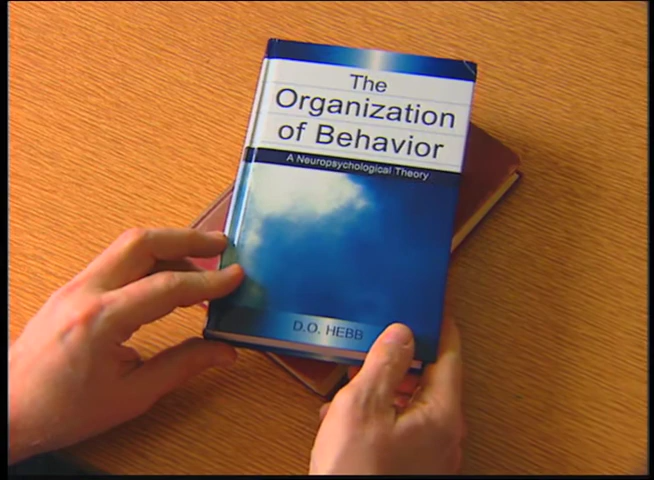 The
Organization
of Behavior
A Neuropsychological Theory
D.O. HEBB